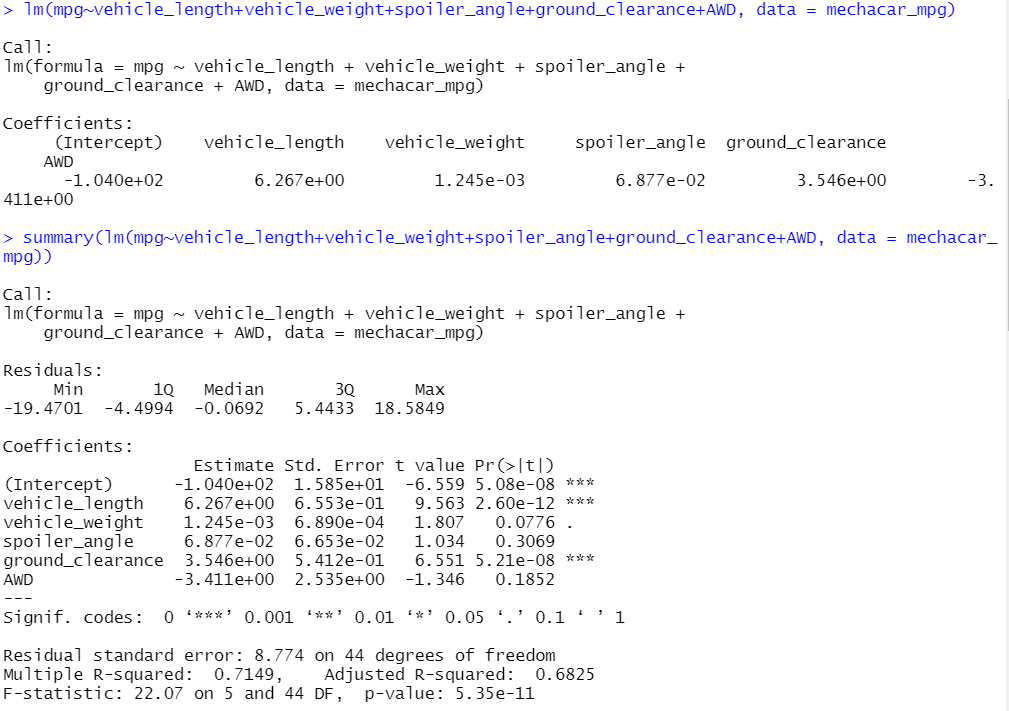 > lm(mpg~vehicle_length+vehicle_weight+spoiler_angle+ground_clearance+AWD, data = mechacar_mpg)

Call:
lm(formula = mpg ~ vehicle_length + vehicle_weight + spoiler_angle +
    ground_clearance + AWD, data = mechacar_mpg)

Coefficients:
     (Intercept)    vehicle_length    vehicle_weight     spoiler_angle  ground_clearance
    AWD
      -1.040e+02         6.267e+00         1.245e-03         6.877e-02         3.546e+00        -3.
411e+00

> summary(lm(mpg~vehicle_length+vehicle_weight+spoiler_angle+ground_clearance+AWD, data = mechacar_
mpg))

Call:
lm(formula = mpg ~ vehicle_length + vehicle_weight + spoiler_angle +
    ground_clearance + AWD, data = mechacar_mpg)

Residuals:
     Min       1Q   Median       3Q      Max
-19.4701  -4.4994  -0.0692   5.4433  18.5849

Coefficients:
                   Estimate Std. Error t value Pr(>|t|)
(Intercept)      -1.040e+02  1.585e+01  -6.559 5.08e-08 ***
vehicle_length    6.267e+00  6.553e-01   9.563 2.60e-12 ***
vehicle_weight    1.245e-03  6.890e-04   1.807   0.0776 .
spoiler_angle     6.877e-02  6.653e-02   1.034   0.3069
ground_clearance  3.546e+00  5.412e-01   6.551 5.21e-08 ***
AWD              -3.411e+00  2.535e+00  -1.346   0.1852
---
Signif. codes:  0 ‘***’ 0.001 ‘**’ 0.01 ‘*’ 0.05 ‘.’ 0.1 ‘ ’ 1

Residual standard error: 8.774 on 44 degrees of freedom
Multiple R-squared:  0.7149,    Adjusted R-squared:  0.6825
F-statistic: 22.07 on 5 and 44 DF,  p-value: 5.35e-11